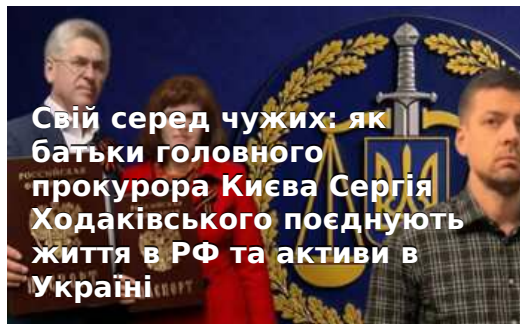 Свій серед чужих: як
батьки головного
прокурора Києва Сергія
Ходаківського поєднують
життя в РФ та активи в
Україні